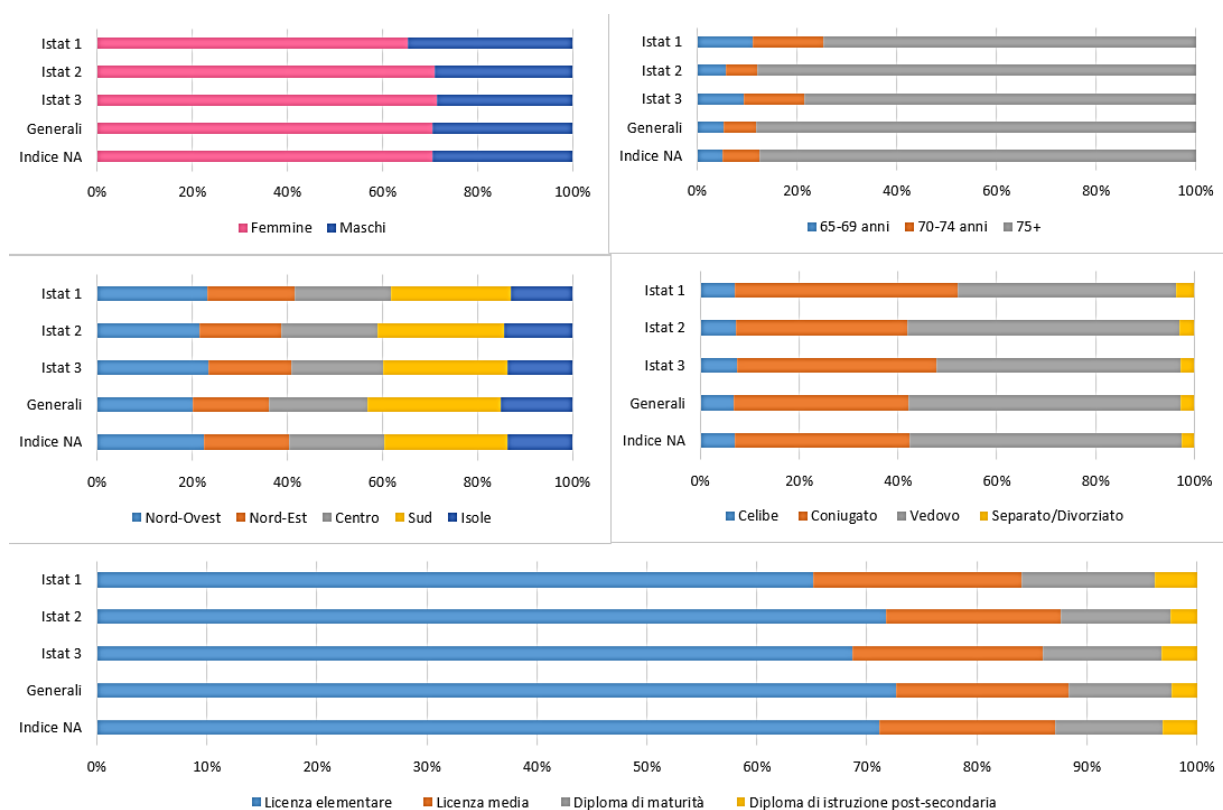 Istat 1
Istat 2
Istat 3
Generali
Indice NA
0% 20% 40% 60% 80% 100%
Femmine Maschi
Istat 1
Istat 2
Istat 3
Generali
Indice NA
0% 20% 40% 60% 80% 100%
65-69 anni 70-74 anni 75+
Istat 1
Istat 2
Istat 3
Generali
Indice NA
0% 20% 40% 60% 80% 100%
Nord-Ovest Nord-Est Centro Sud Isole
Istat 1
Istat 2
Istat 3
Generali
Indice NA
0% 20% 40% 60% 80% 100%
Celibe Coniugato Vedovo Separato/Divorziato
Istat 1
Istat 2
Istat 3
Generali
Indice NA
0% 10% 20% 30% 40% 50% 60% 70% 80% 90% 100%
Licenza elementare Licenza media Diploma di maturità Diploma di istruzione post-secondaria